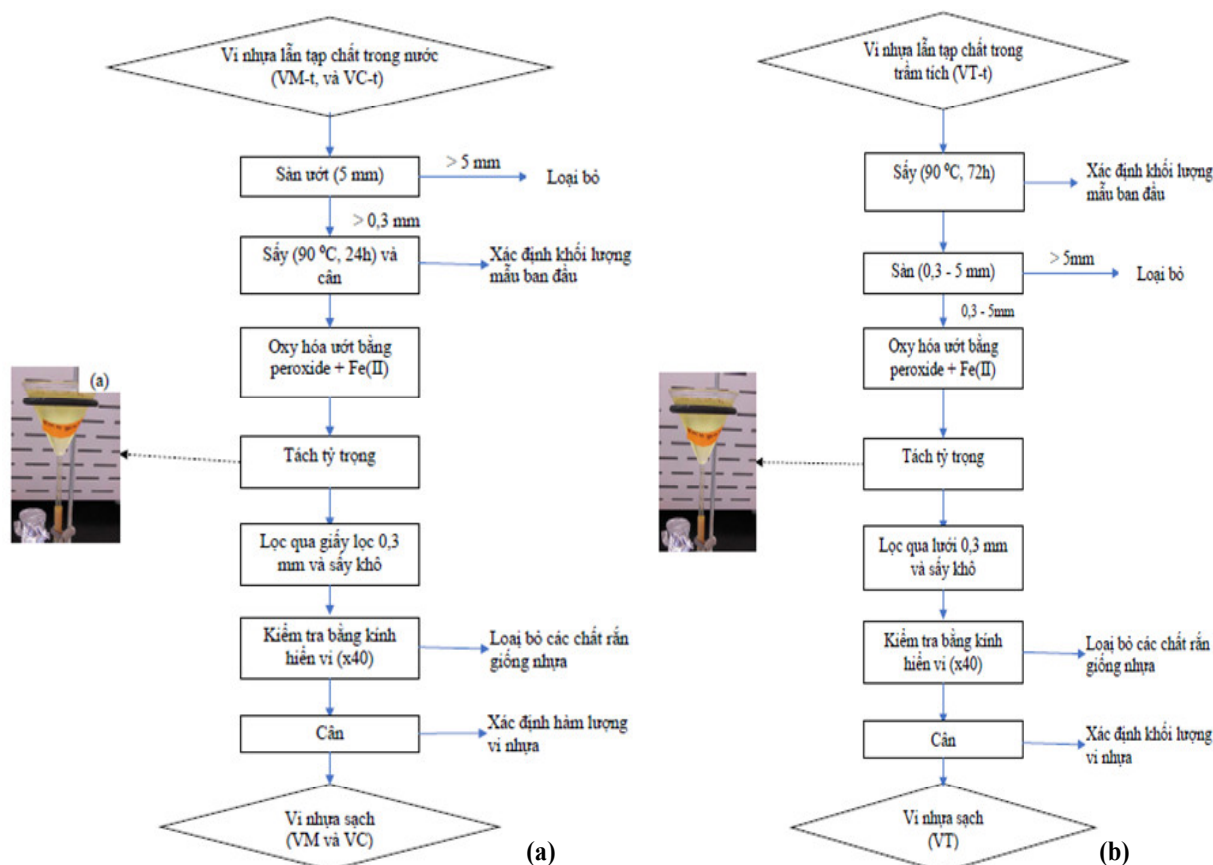 Vi nhựa lẫn tạp chất trong nước
(VM-t, và VC-t)
Sàn ướt (5 mm)
> 5 mm
Loại bỏ
> 0,3 mm
Sấy (90 ⁰C, 24h) và
cân
Xác định khối lượng
mẫu ban đầu
Oxy hóa ướt bằng
peroxide + Fe(II)
(a)
Tách tỷ trọng
Lọc qua giấy lọc 0,3
mm và sấy khô
Kiểm tra bằng kính
hiển vi (x40)
Loại bỏ các chất rắn
giống nhựa
Cân
Xác định hàm lượng
vi nhựa
Vi nhựa sạch
(VM và VC)
(a)
Vi nhựa lẫn tạp chất trong
trầm tích (VT-t)
Sấy (90 ⁰C, 72h)
Xác định khối lượng
mẫu ban đầu
Sàn (0,3 - 5 mm)
> 5mm
Loại bỏ
0,3 - 5mm
Oxy hóa ướt bằng
peroxide + Fe(II)
Tách tỷ trọng
Lọc qua lưới 0,3 mm
và sấy khô
Kiểm tra bằng kính
hiển vi (x40)
Loại bỏ các chất rắn
giống nhựa
Cân
Xác định khối lượng
vi nhựa
Vi nhựa sạch
(VT)
(b)